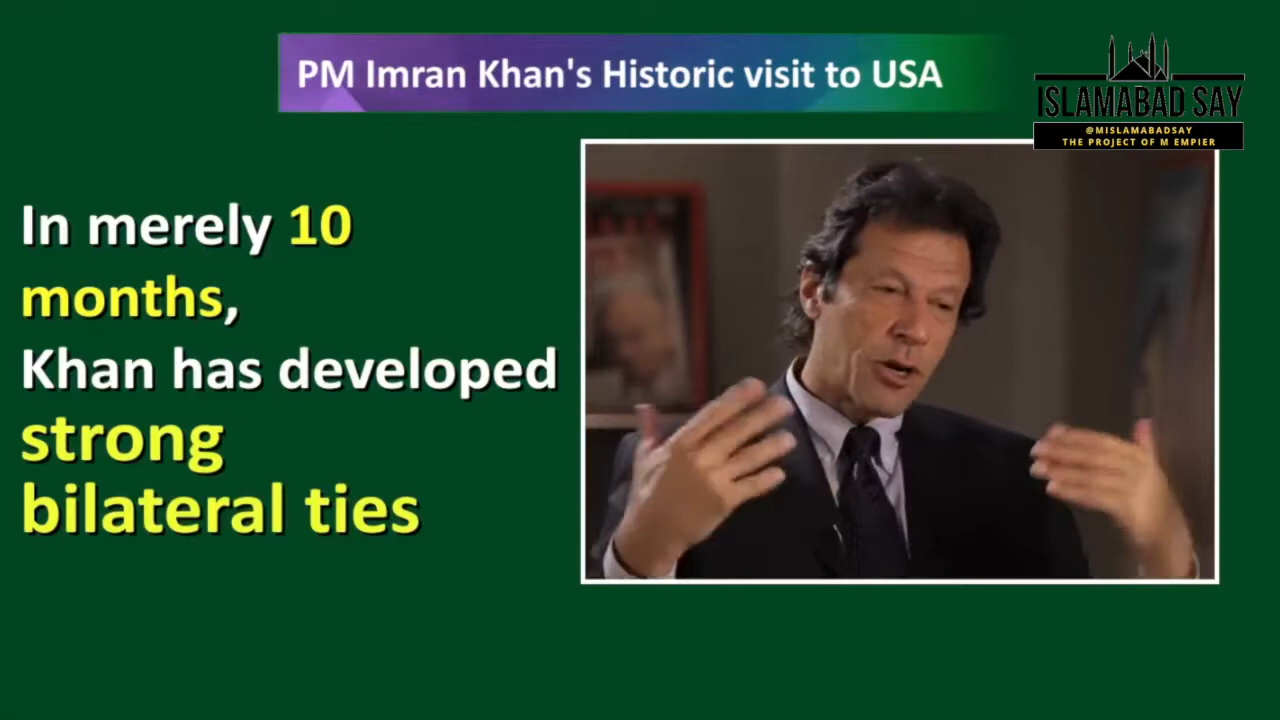 PM Imran Khan's Historic visit to USA
ISLAMABAD SAY
@MISLAMABADSAY
THE PROJECT OF M EMPIER
In merely 10
months,
Khan has developed
strong
bilateral ties